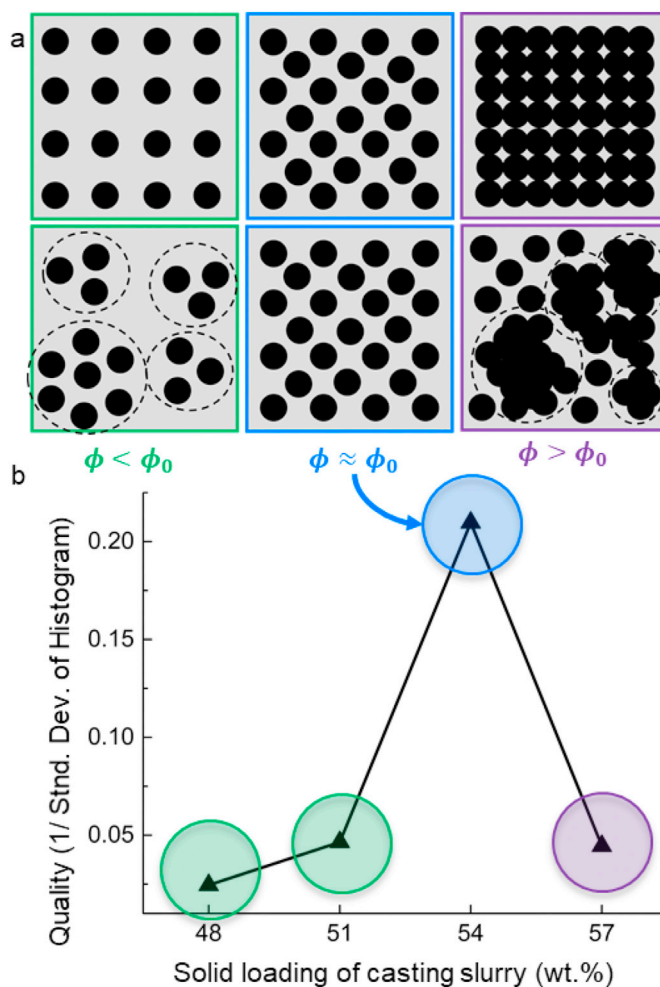 a
ϕ < ϕ₀ ϕ ≈ ϕ₀ ϕ > ϕ₀
b
Quality (1/ Stnd. Dev. of Histogram)
0.20
0.15
0.10
0.05
48 51 54 57
Solid loading of casting slurry (wt.%)